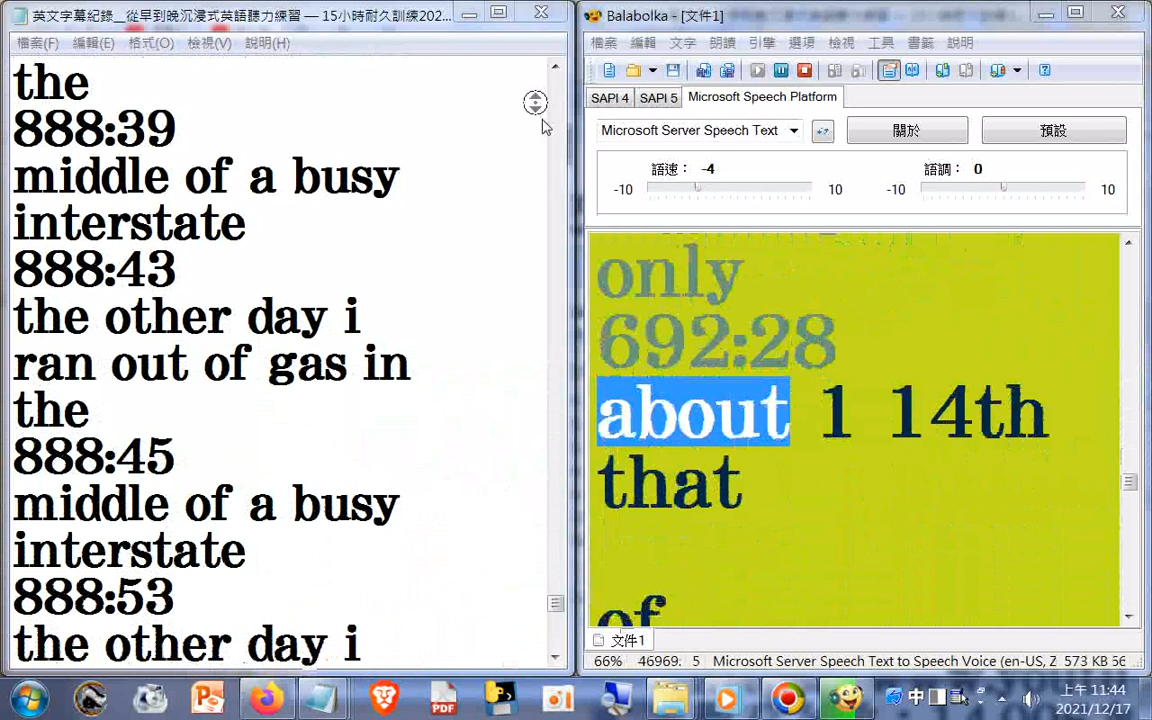 英文字幕紀錄__從早到晚沉浸式英語聽力練習 — 15小時耐久訓練202...
檔案(F) 編輯(E) 格式(O) 檢視(V) 說明(H)
the
888:39
middle of a busy
interstate
888:43
the other day i
ran out of gas in
the
888:45
middle of a busy
interstate
888:53
the other day i
Balabolka - [文件1]
檔案 編輯 文字 朗讀 引擎 選項 檢視 工具 書籤 說明
SAPI 4 SAPI 5 Microsoft Speech Platform
Microsoft Server Speech Text 關於 預設
語速： -4 語調： 0
-10 10 -10 10
only
692:28
about 1 14th
that
of
文件1
66% 46969: 5 Microsoft Server Speech Text to Speech Voice (en-US, Z 573 KB 56
中
上午 11:44
2021/12/17